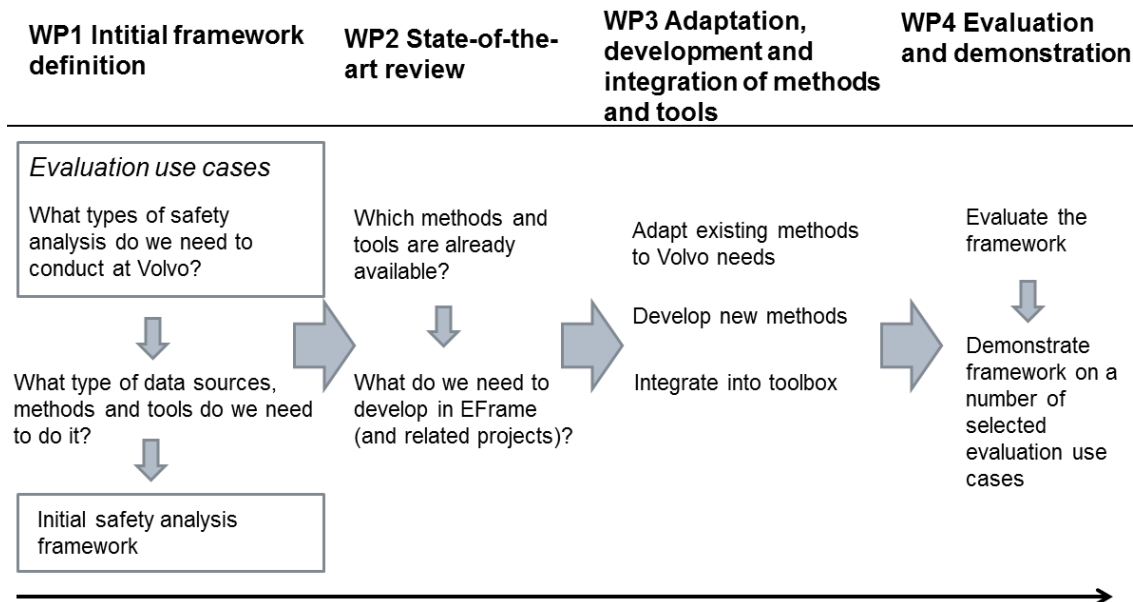 WP1 Intitial framework
definition
WP2 State-of-the-
art review
WP3 Adaptation,
development and
integration of methods
and tools
WP4 Evaluation
and demonstration
Evaluation use cases
What types of safety
analysis do we need to
conduct at Volvo?
What type of data sources,
methods and tools do we need
to do it?
Initial safety analysis
framework
Which methods and
tools are already
available?
What do we need to
develop in EFrame
(and related projects)?
Adapt existing methods
to Volvo needs
Develop new methods
Integrate into toolbox
Evaluate the
framework
Demonstrate
framework on a
number of
selected
evaluation use
cases